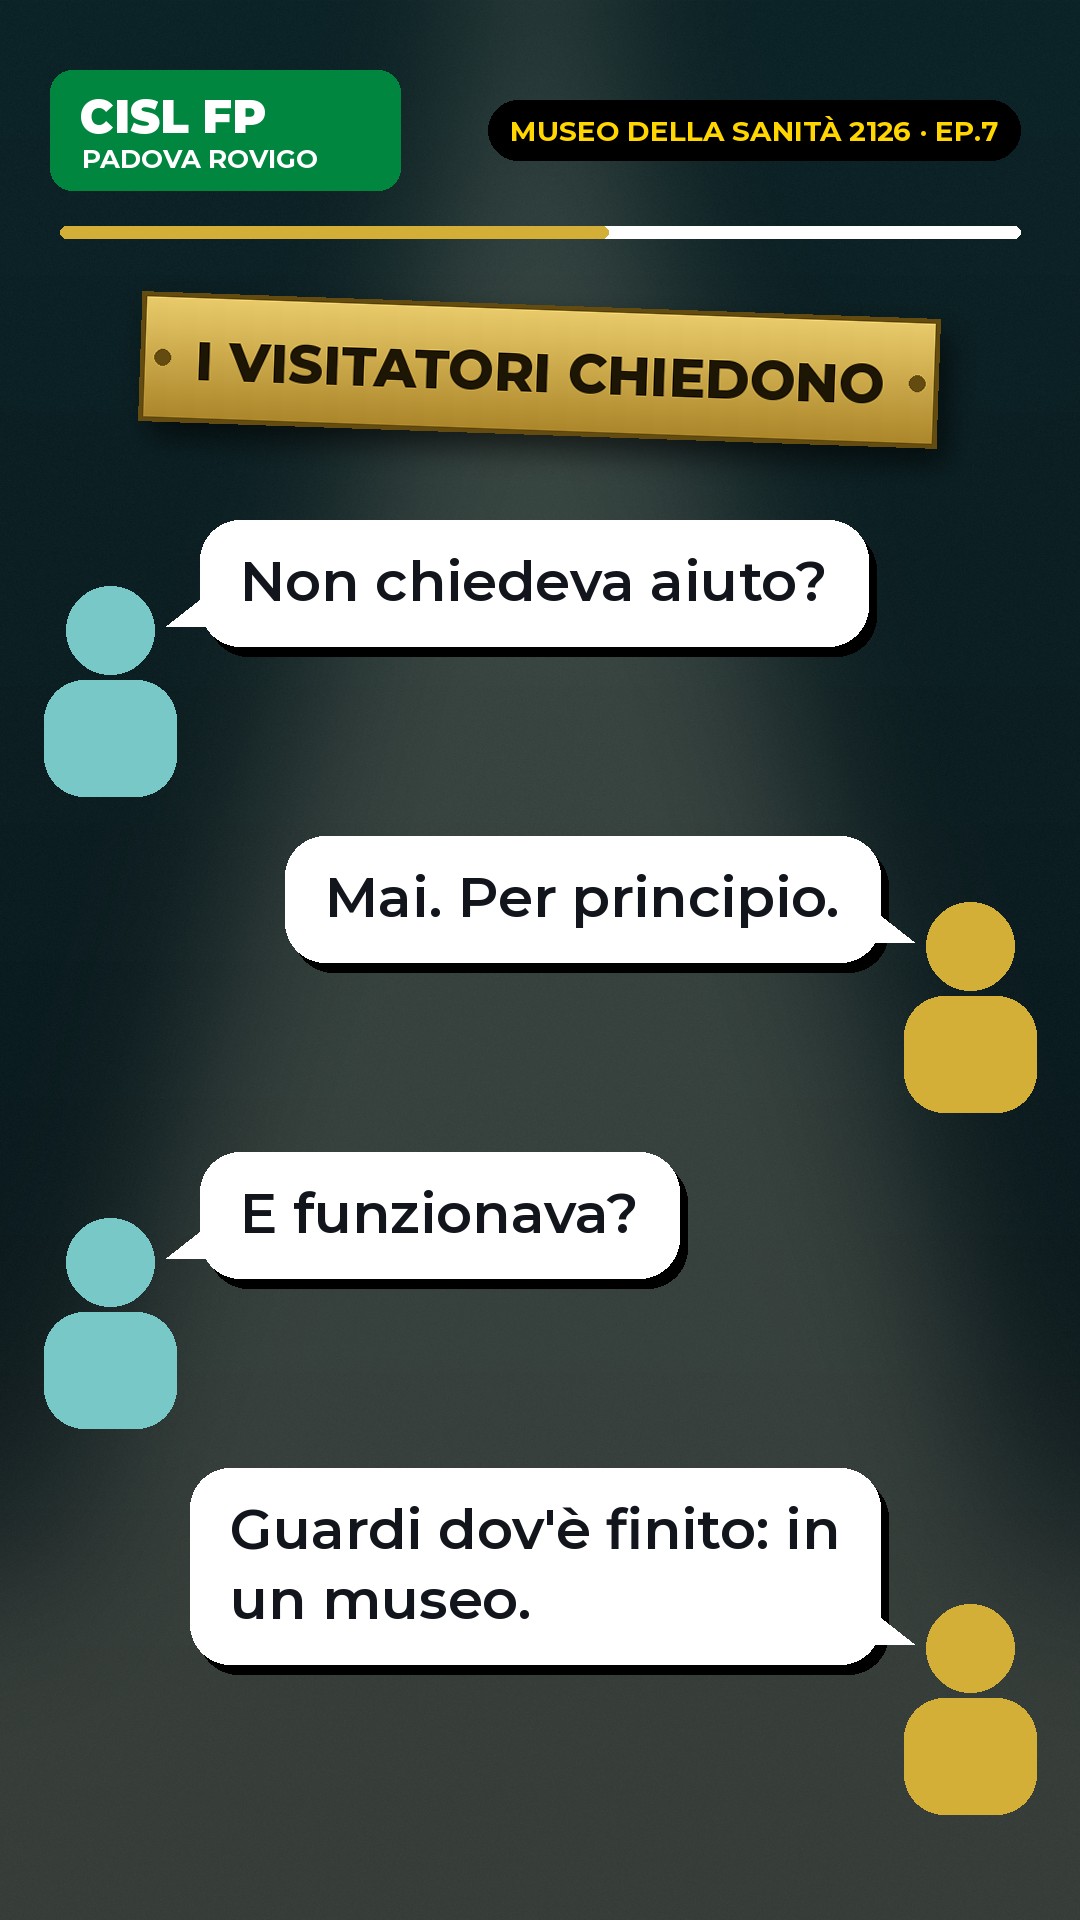 CISL FP
PADOVA ROVIGO
MUSEO DELLA SANITÀ 2126 · EP.7
I VISITATORI CHIEDONO
Non chiedeva aiuto?
Mai. Per principio.
E funzionava?
Guardi dov'è finito: in
un museo.